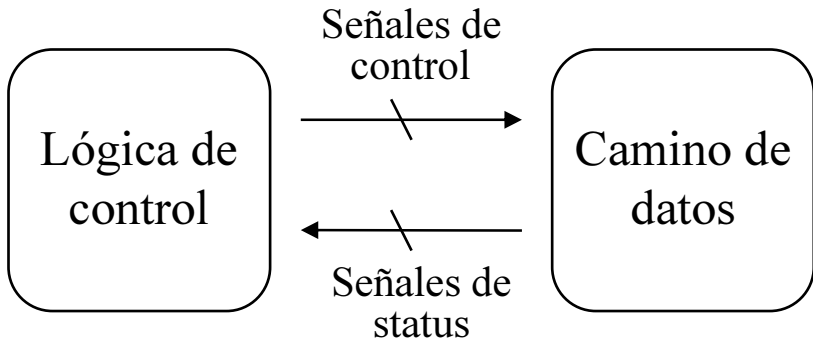 Señales de
control
Lógica de
control
Camino de
datos
Señales de
status